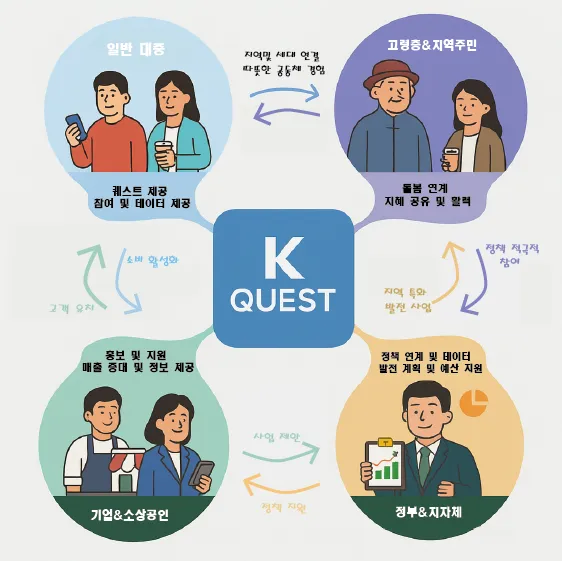 일반 대중
지역및 세대 연결
따뜻한 공동체 경험
고령층&지역주민
퀘스트 제공
참여 및 데이터 제공
돌봄 연계
지혜 공유 및 활력
K
QUEST
소비 활성화
고객 유치
정책 적극적
참여
지역 특화
발전 사업
홍보 및 지원
매출 증대 및 정보 제공
정책 연계 및 데이터
발전 계획 및 예산 지원
사업 제안
정책 지원
기업&소상공인
정부&지자체